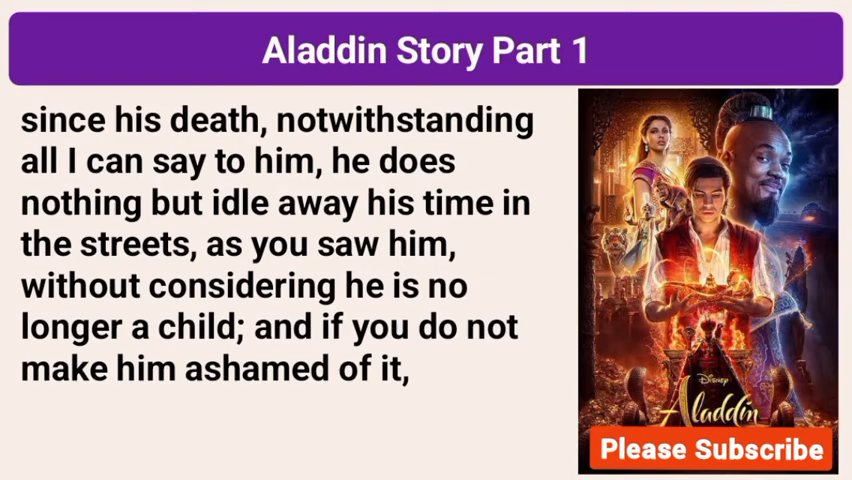 Aladdin Story Part 1
since his death, notwithstanding
all I can say to him, he does
nothing but idle away his time in
the streets, as you saw him,
without considering he is no
longer a child; and if you do not
make him ashamed of it,
Disney
Aladdin
Please Subscribe